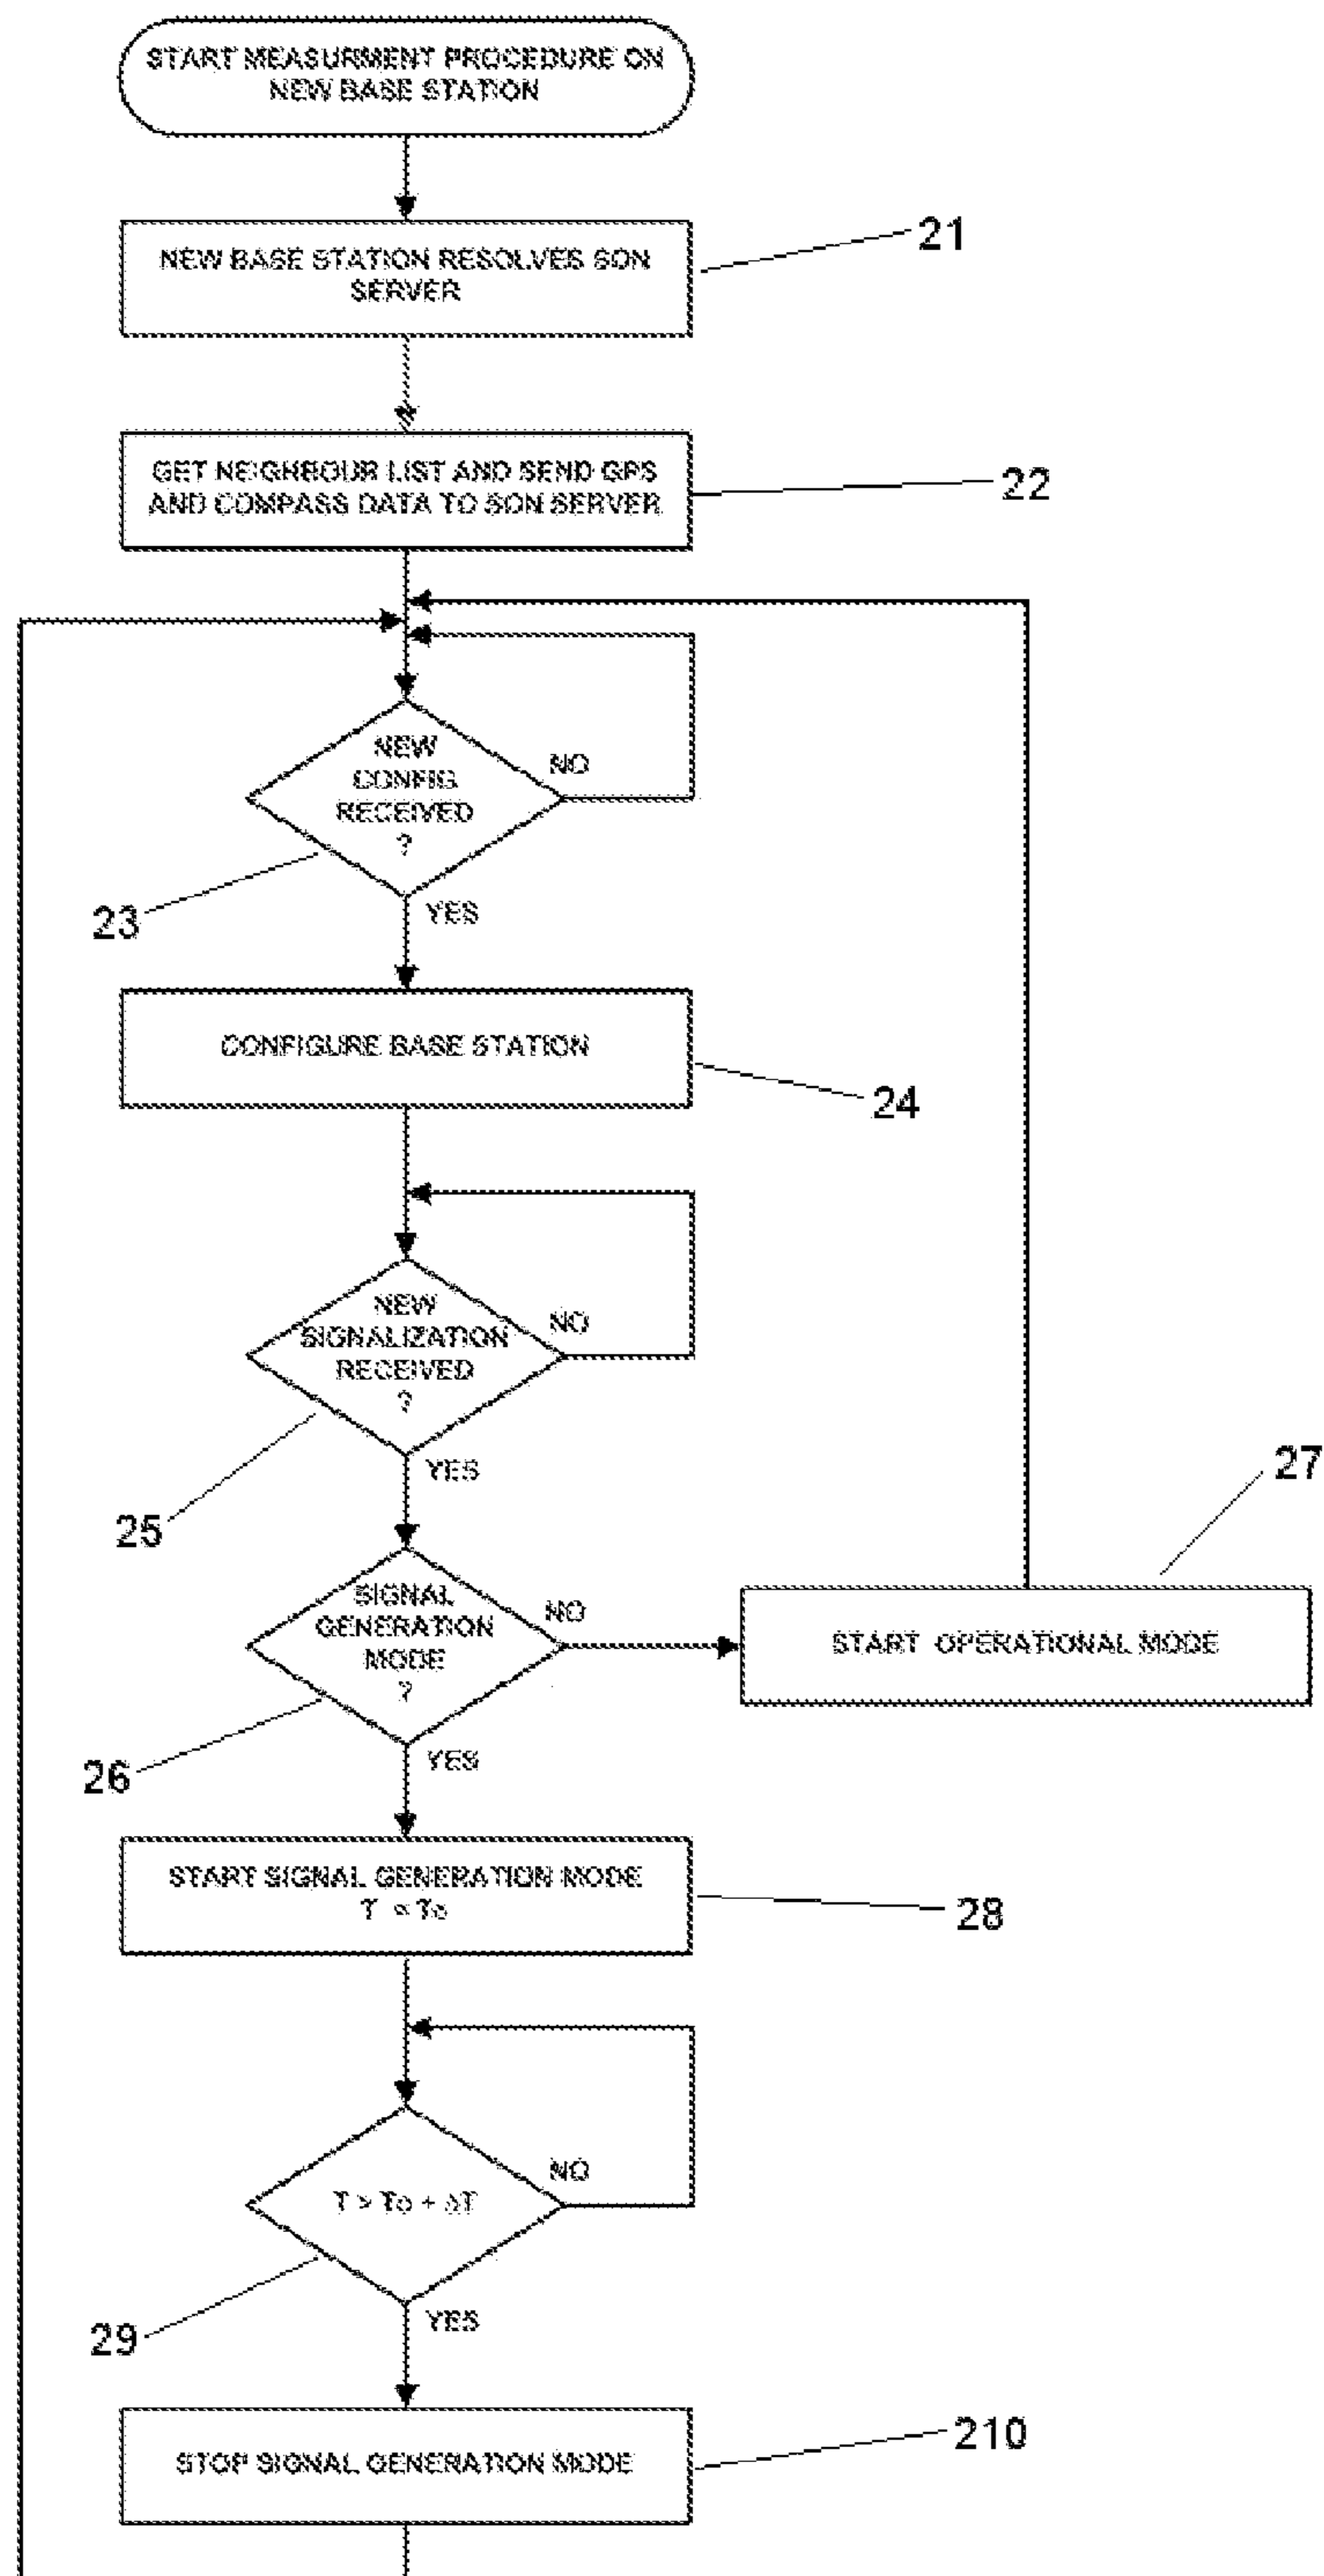 START MEASURMENT PROCEDURE ON
NEW BASE STATION
NEW BASE STATION RESOLVES SON
SERVER
21
GET NEIGHBOUR LIST AND SEND GPS
AND COMPASS DATA TO SON SERVER
22
NEW
CONFIG.
RECEIVED
?
NO
23
YES
CONFIGURE BASE STATION
24
NEW
SIGNALIZATION
RECEIVED
?
NO
25
YES
27
SIGNAL
GENERATION
MODE
?
NO
START OPERATIONAL MODE
26
YES
START SIGNAL GENERATION MODE
T = To
28
T > To + ΔT
NO
29
YES
STOP SIGNAL GENERATION MODE
210